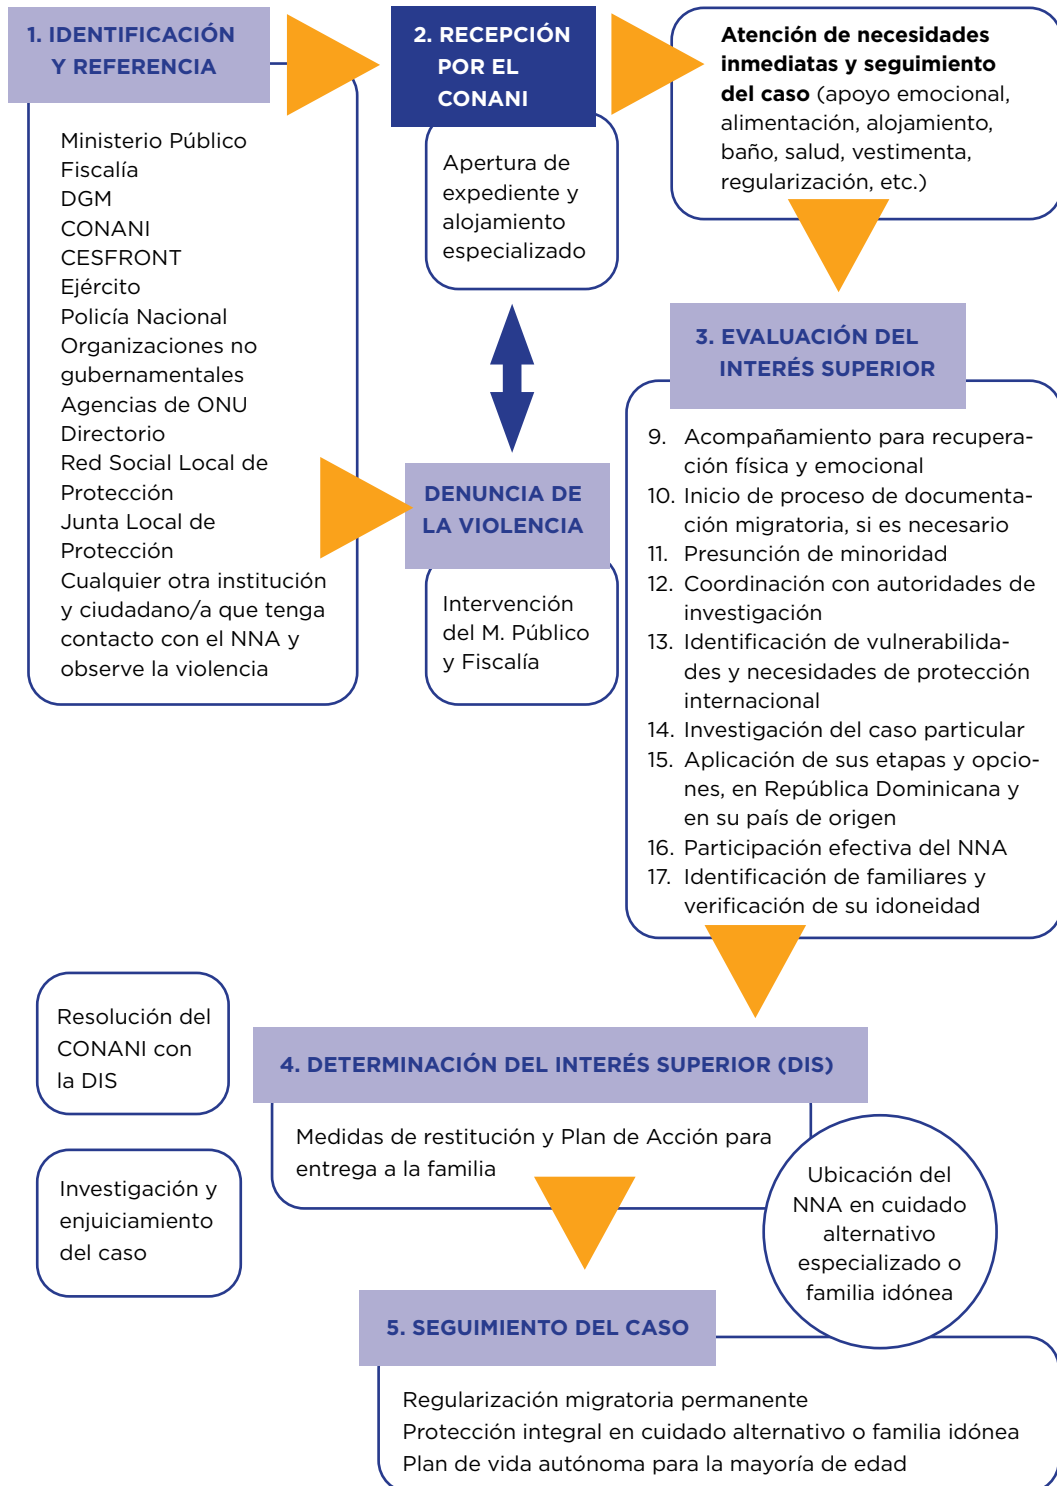 1. IDENTIFICACIÓN
Y REFERENCIA
Ministerio Público
Fiscalía
DGM
CONANI
CESFRONT
Ejército
Policía Nacional
Organizaciones no
gubernamentales
Agencias de ONU
Directorio
Red Social Local de
Protección
Junta Local de
Protección
Cualquier otra institución
y ciudadano/a que tenga
contacto con el NNA y
observe la violencia
2. RECEPCIÓN
POR EL
CONANI
Apertura de
expediente y
alojamiento
especializado
DENUNCIA DE
LA VIOLENCIA
Intervención
del M. Público
y Fiscalía
Atención de necesidades
inmediatas y seguimiento
del caso (apoyo emocional,
alimentación, alojamiento,
baño, salud, vestimenta,
regularización, etc.)
3. EVALUACIÓN DEL
INTERÉS SUPERIOR
9. Acompañamiento para recupera-
ción física y emocional
10. Inicio de proceso de documenta-
ción migratoria, si es necesario
11. Presunción de minoridad
12. Coordinación con autoridades de
investigación
13. Identificación de vulnerabilida-
des y necesidades de protección
internacional
14. Investigación del caso particular
15. Aplicación de sus etapas y opcio-
nes, en República Dominicana y
en su país de origen
16. Participación efectiva del NNA
17. Identificación de familiares y
verificación de su idoneidad
Resolución del
CONANI con
la DIS
Investigación y
enjuiciamiento
del caso
4. DETERMINACIÓN DEL INTERÉS SUPERIOR (DIS)
Medidas de restitución y Plan de Acción para
entrega a la familia
Ubicación del
NNA en cuidado
alternativo
especializado o
familia idónea
5. SEGUIMIENTO DEL CASO
Regularización migratoria permanente
Protección integral en cuidado alternativo o familia idónea
Plan de vida autónoma para la mayoría de edad